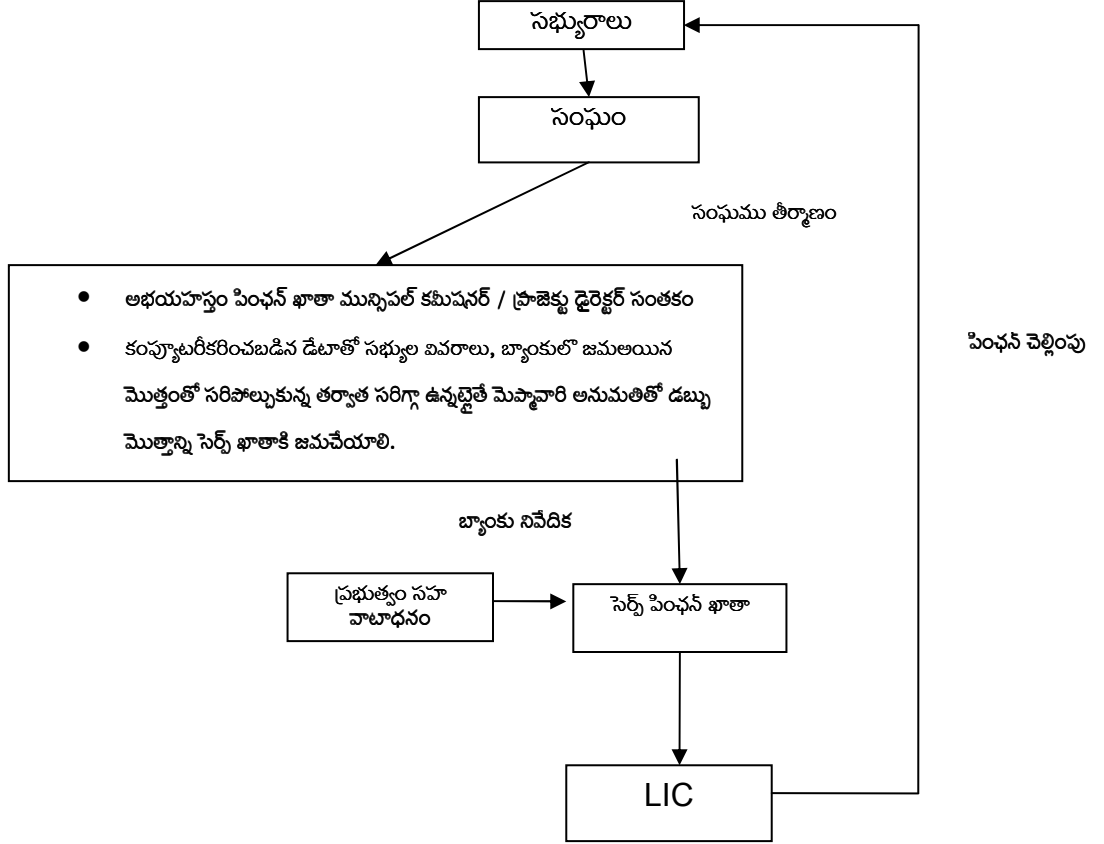 సభ్యురాలు
సంఘం
సంఘము తీర్మాణం
• అభయహస్తం పింఛన్ ఖాతా మున్సిపల్ కమీషనర్ / ప్రాజెక్టు డైరెక్టర్ సంతకం
• కంప్యూటరీకరించబడిన డేటాతో సభ్యుల వివరాలు, బ్యాంకులొ జమఅయిన
మొత్తంతో సరిపోల్చుకున్న తర్వాత సరిగ్గా ఉన్నట్లైతే మెప్మావారి అనుమతితో డబ్బు
మొత్తాన్ని సెర్ప్ ఖాతాకి జమచేయాలి.
పింఛన్ చెల్లింపు
బ్యాంకు నివేదిక
ప్రభుత్వం సహ
వాటాధనం
సెర్ప్ పింఛన్ ఖాతా
LIC